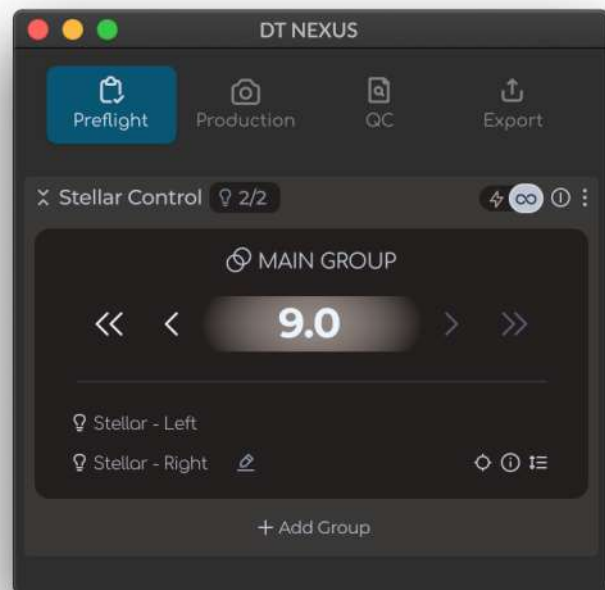 DT NEXUS
Preflight
Production
QC
Export
Stellar Control 2/2
MAIN GROUP
9.0
Stellar - Left
Stellar - Right
+ Add Group